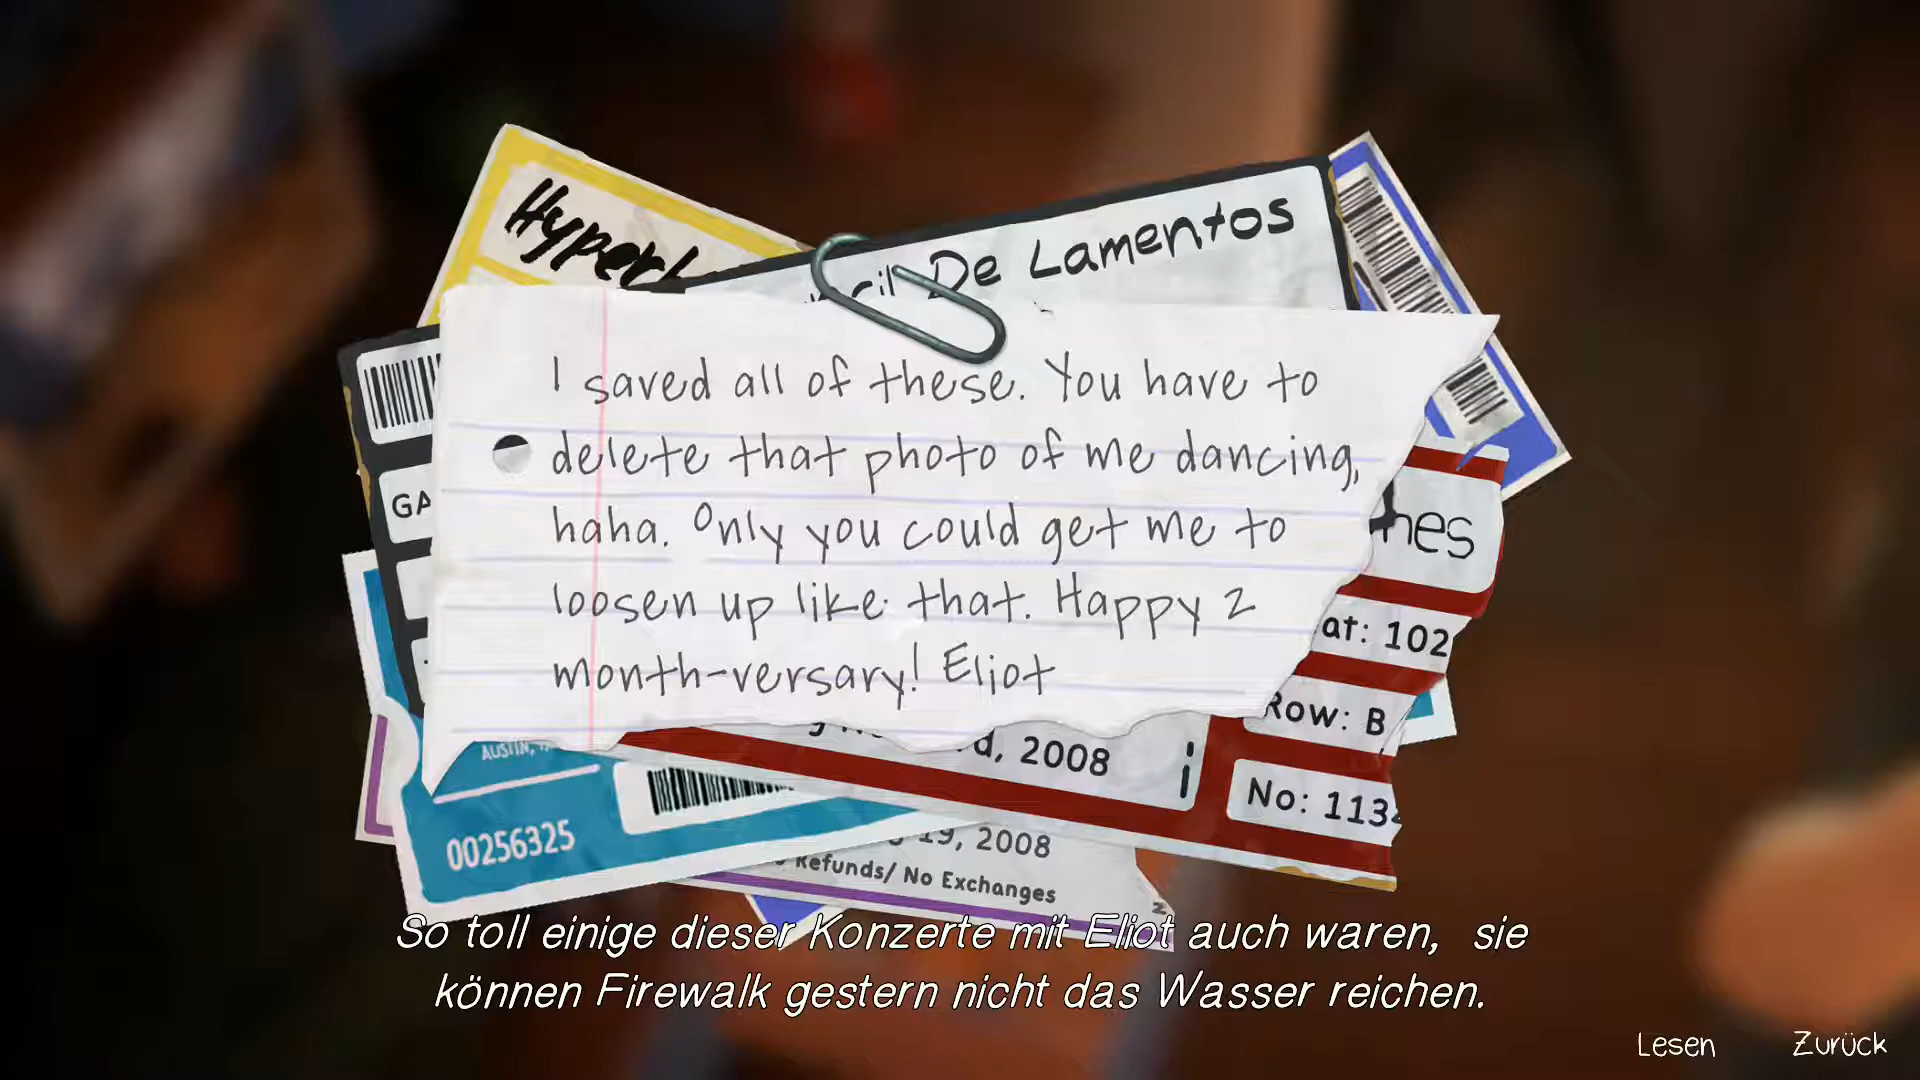 De Lamentos
I saved all of these. You have to
delete that photo of me dancing,
haha. Only you could get me to
loosen up like that. Happy 2
month-versary! Eliot
GA
hes
at: 102
Row: B
No: 113
d, 2008
AUSTIN,
00256325
19, 2008
Refunds/ No Exchanges
So toll einige dieser Konzerte mit Eliot auch waren, sie
können Firewalk gestern nicht das Wasser reichen.
Lesen
Zurück